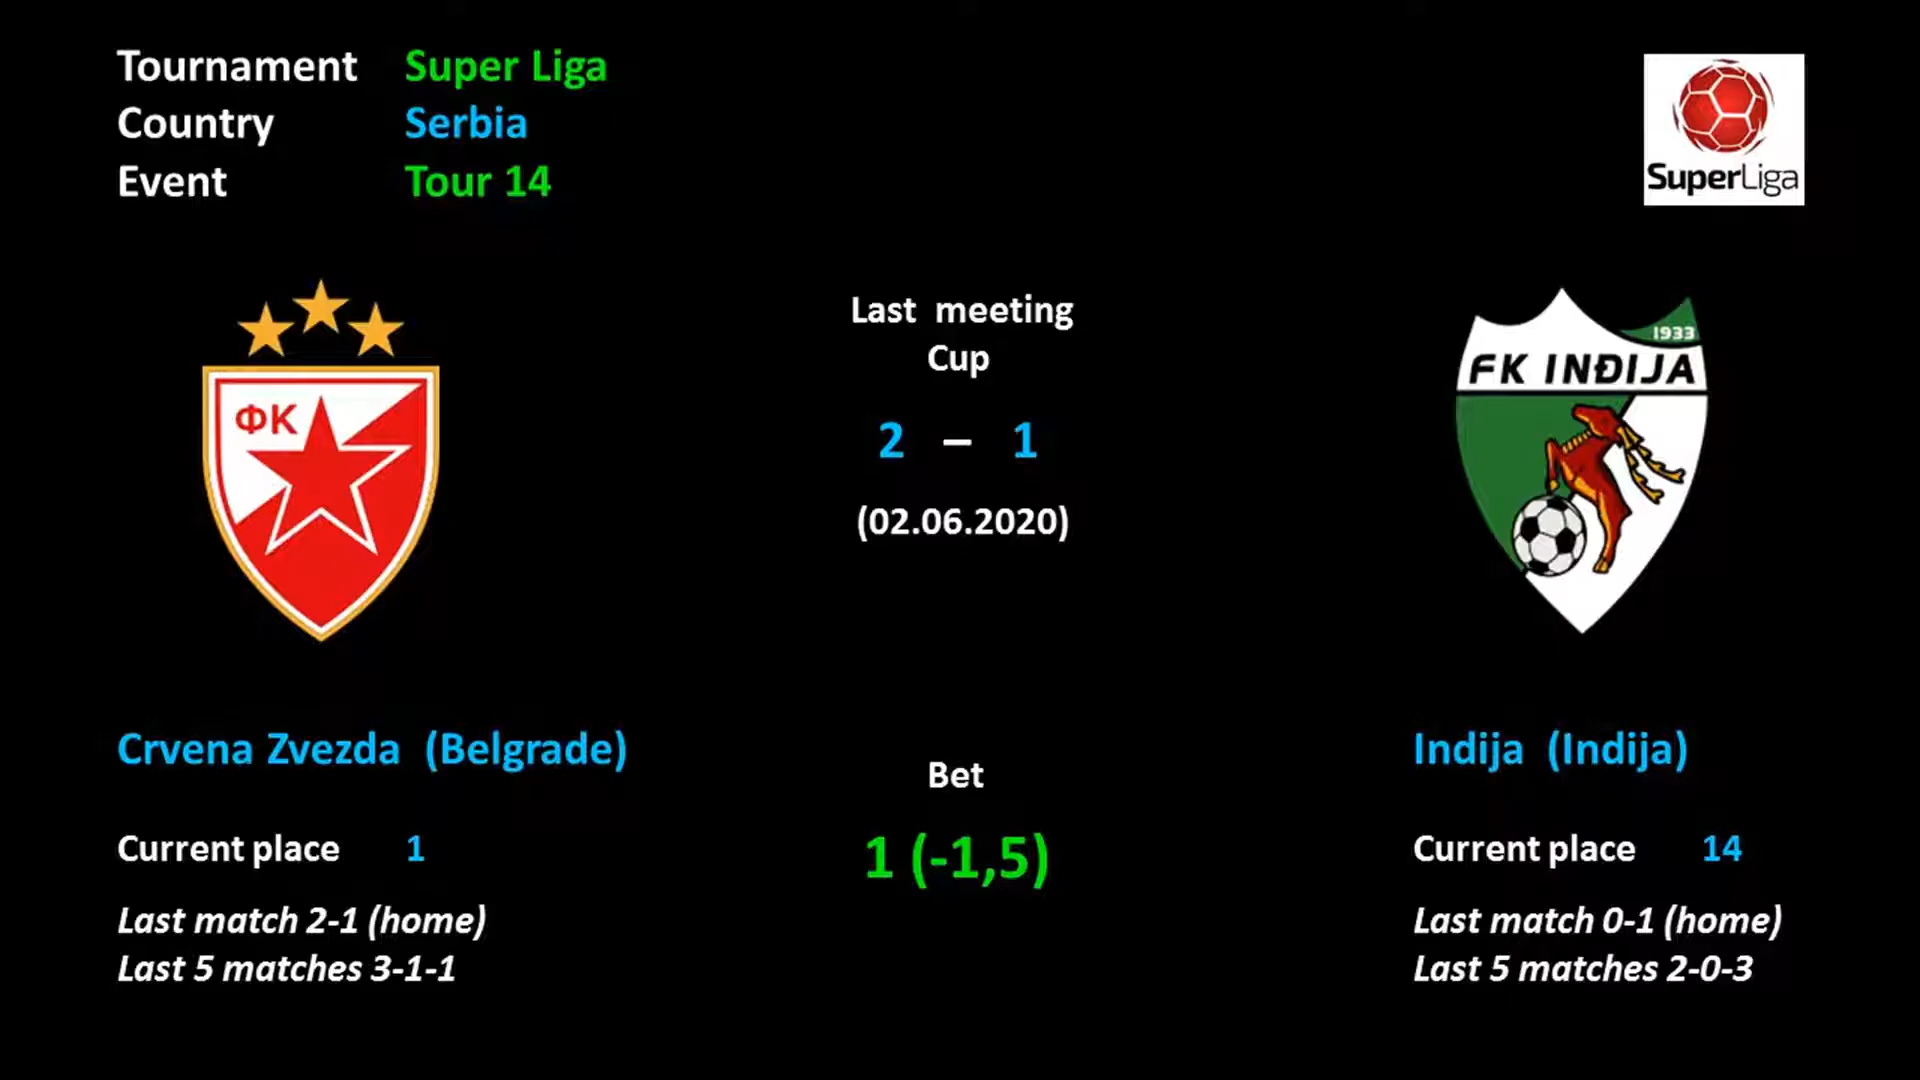 Tournament Super Liga
Country Serbia
Event Tour 14
SuperLiga
Last meeting
Cup
2 – 1
(02.06.2020)
ФК
1933
FK INĐIJA
Crvena Zvezda (Belgrade)
Indija (Indija)
Bet
1 (-1,5)
Current place 1
Last match 2-1 (home)
Last 5 matches 3-1-1
Current place 14
Last match 0-1 (home)
Last 5 matches 2-0-3